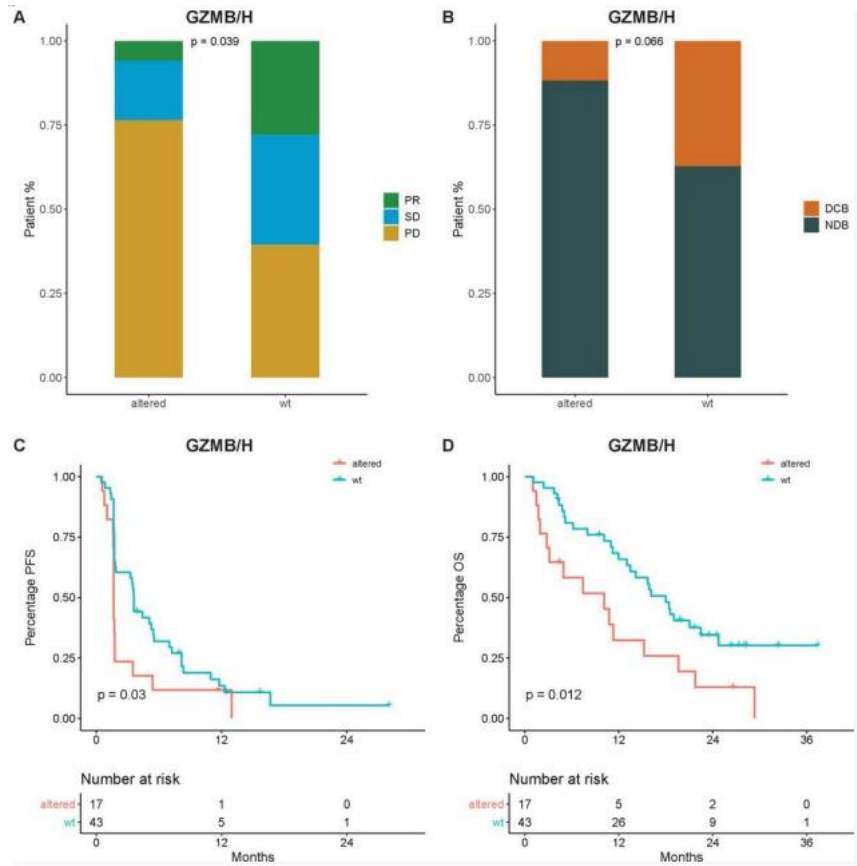 A
GZMB/H
p = 0.039
1.00
0.75
0.50
0.25
0.00
Patient %
altered
wt
PR
SD
PD
B
GZMB/H
p = 0.066
1.00
0.75
0.50
0.25
0.00
Patient %
altered
wt
DCB
NDB
C
GZMB/H
altered
wt
1.00
0.75
0.50
0.25
0.00
Percentage PFS
p = 0.03
0 12 24
Number at risk
altered 17 1 0
wt 43 5 1
0 12 24
Months
D
GZMB/H
altered
wt
1.00
0.75
0.50
0.25
0.00
Percentage OS
p = 0.012
0 12 24 36
Number at risk
altered 17 5 2 0
wt 43 26 9 1
0 12 24 36
Months